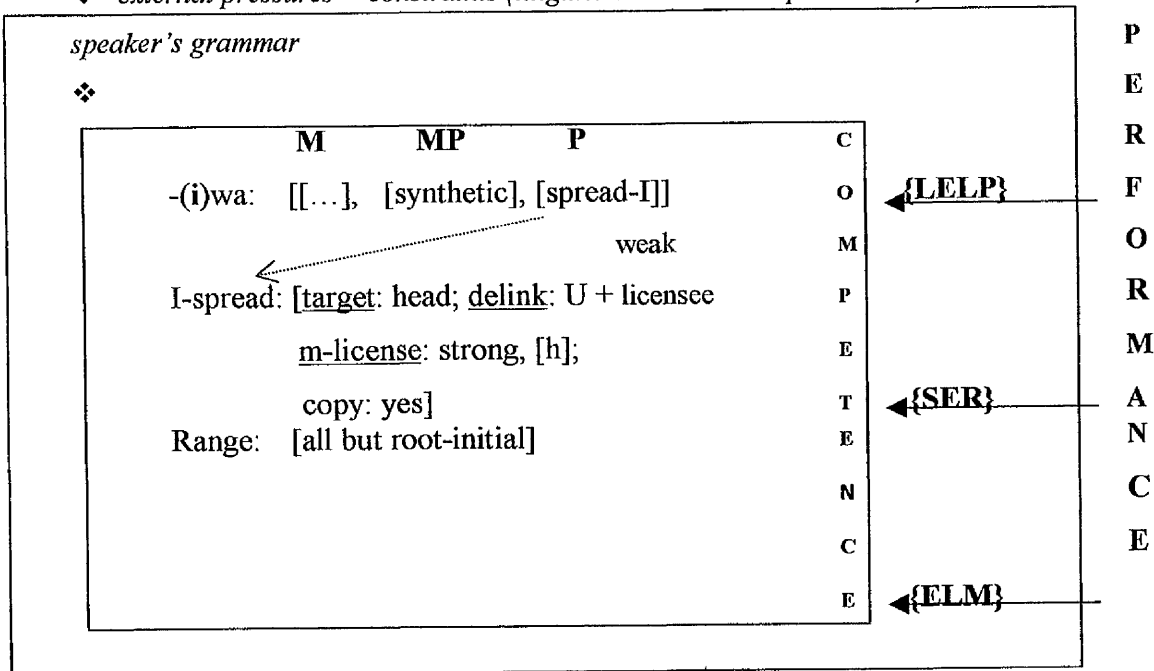 speaker's grammar
❖
M MP P
-(i)wa: [[…], [synthetic], [spread-I]]
weak
I-spread: [target: head; delink: U + licensee
m-license: strong, [h];
copy: yes]
Range: [all but root-initial]
COMPETENCE
{LELP}
{SER}
{ELM}
PERFORMANCE